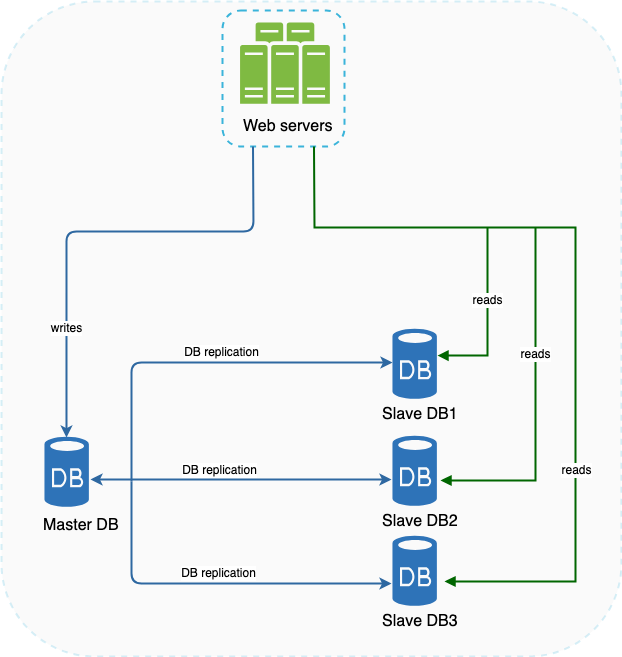 Web servers
reads
writes
DB replication
reads
DB
Slave DB1
DB replication
reads
DB
DB
Master DB
Slave DB2
DB replication
DB
Slave DB3